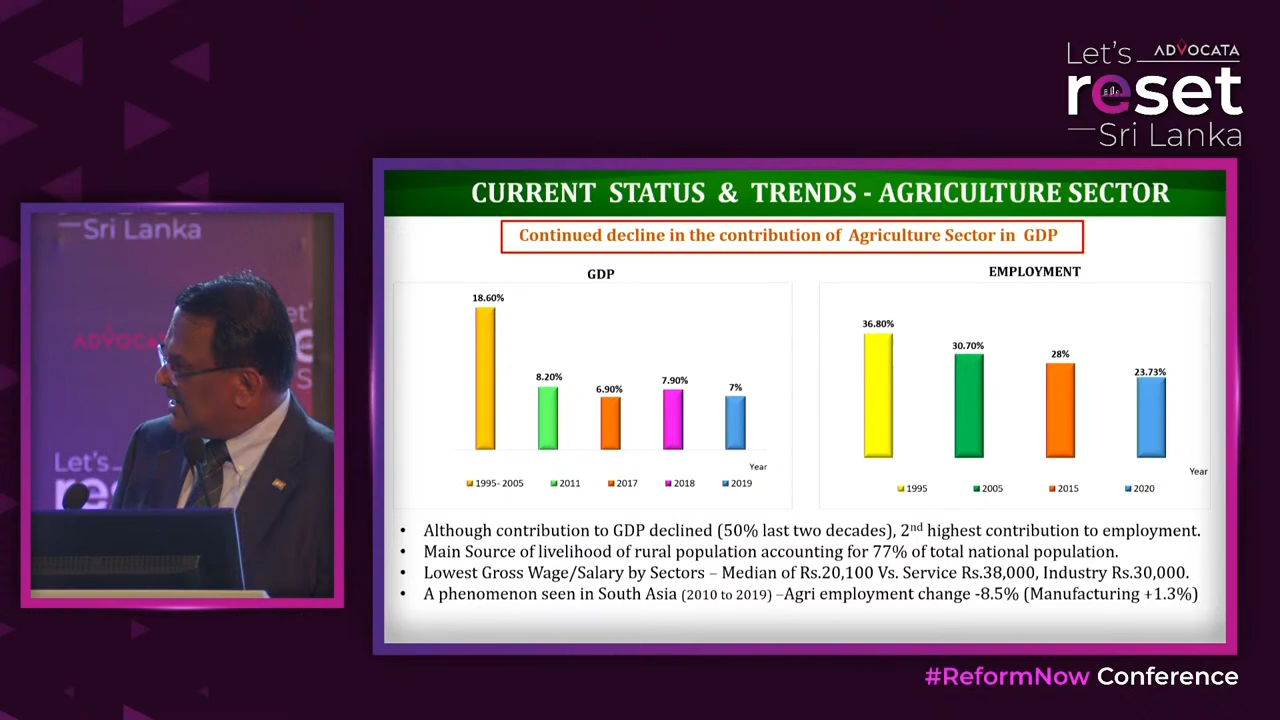 Let's ADVOCATA
reset
Sri Lanka
CURRENT STATUS & TRENDS - AGRICULTURE SECTOR
Continued decline in the contribution of Agriculture Sector in GDP
GDP
18.60%
8.20%
6.90%
7.90%
7%
Year
1995- 2005 2011 2017 2018 2019
EMPLOYMENT
36.80%
30.70%
28%
23.73%
Year
1995 2005 2015 2020
• Although contribution to GDP declined (50% last two decades), 2nd highest contribution to employment.
• Main Source of livelihood of rural population accounting for 77% of total national population.
• Lowest Gross Wage/Salary by Sectors – Median of Rs.20,100 Vs. Service Rs.38,000, Industry Rs.30,000.
• A phenomenon seen in South Asia (2010 to 2019) –Agri employment change -8.5% (Manufacturing +1.3%)
Sri Lanka
ADVOCAT
et'
e
S
Let's
res
#ReformNow Conference